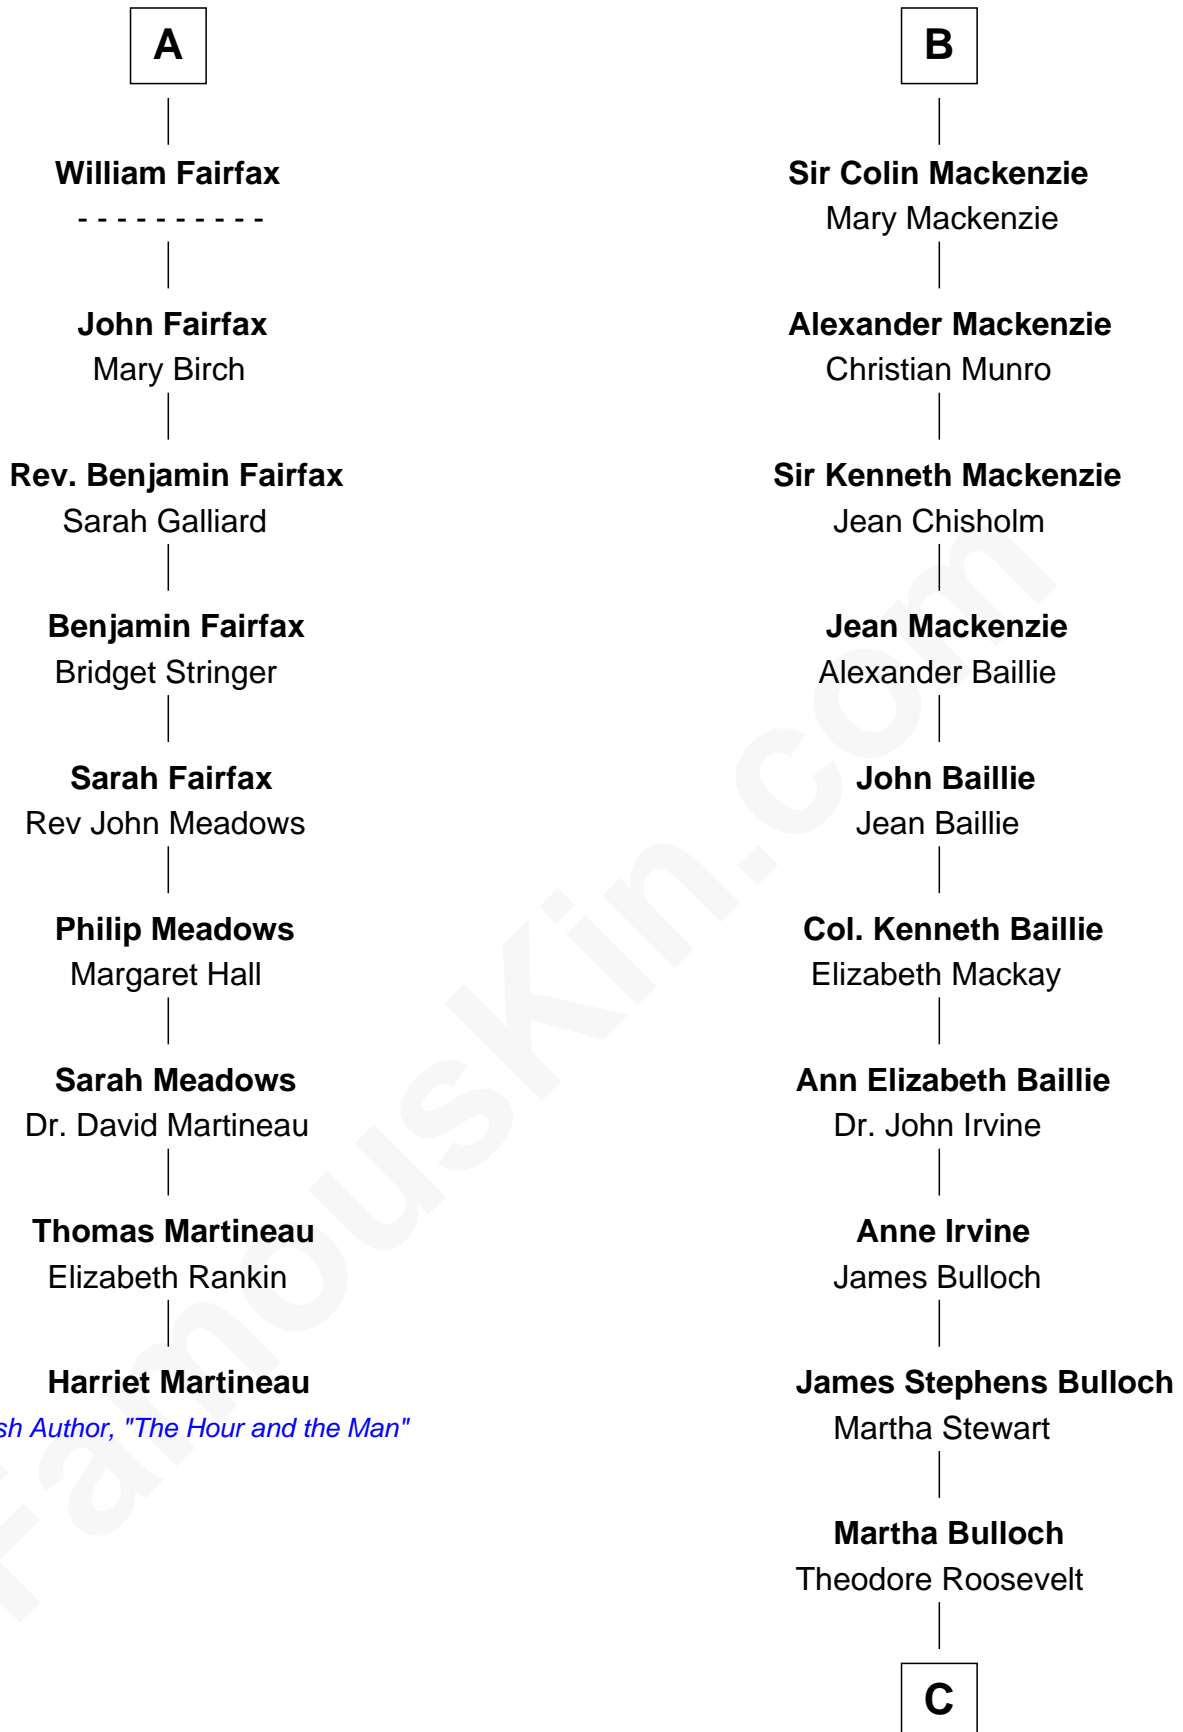 A
William Fairfax
- - - - - - - - - -
John Fairfax
Mary Birch
Rev. Benjamin Fairfax
Sarah Galliard
Benjamin Fairfax
Bridget Stringer
Sarah Fairfax
Rev John Meadows
Philip Meadows
Margaret Hall
Sarah Meadows
Dr. David Martineau
Thomas Martineau
Elizabeth Rankin
Harriet Martineau
sh Author, "The Hour and the Man"
B
Sir Colin Mackenzie
Mary Mackenzie
Alexander Mackenzie
Christian Munro
Sir Kenneth Mackenzie
Jean Chisholm
Jean Mackenzie
Alexander Baillie
John Baillie
Jean Baillie
Col. Kenneth Baillie
Elizabeth Mackay
Ann Elizabeth Baillie
Dr. John Irvine
Anne Irvine
James Bulloch
James Stephens Bulloch
Martha Stewart
Martha Bulloch
Theodore Roosevelt
C
FamousKin.com